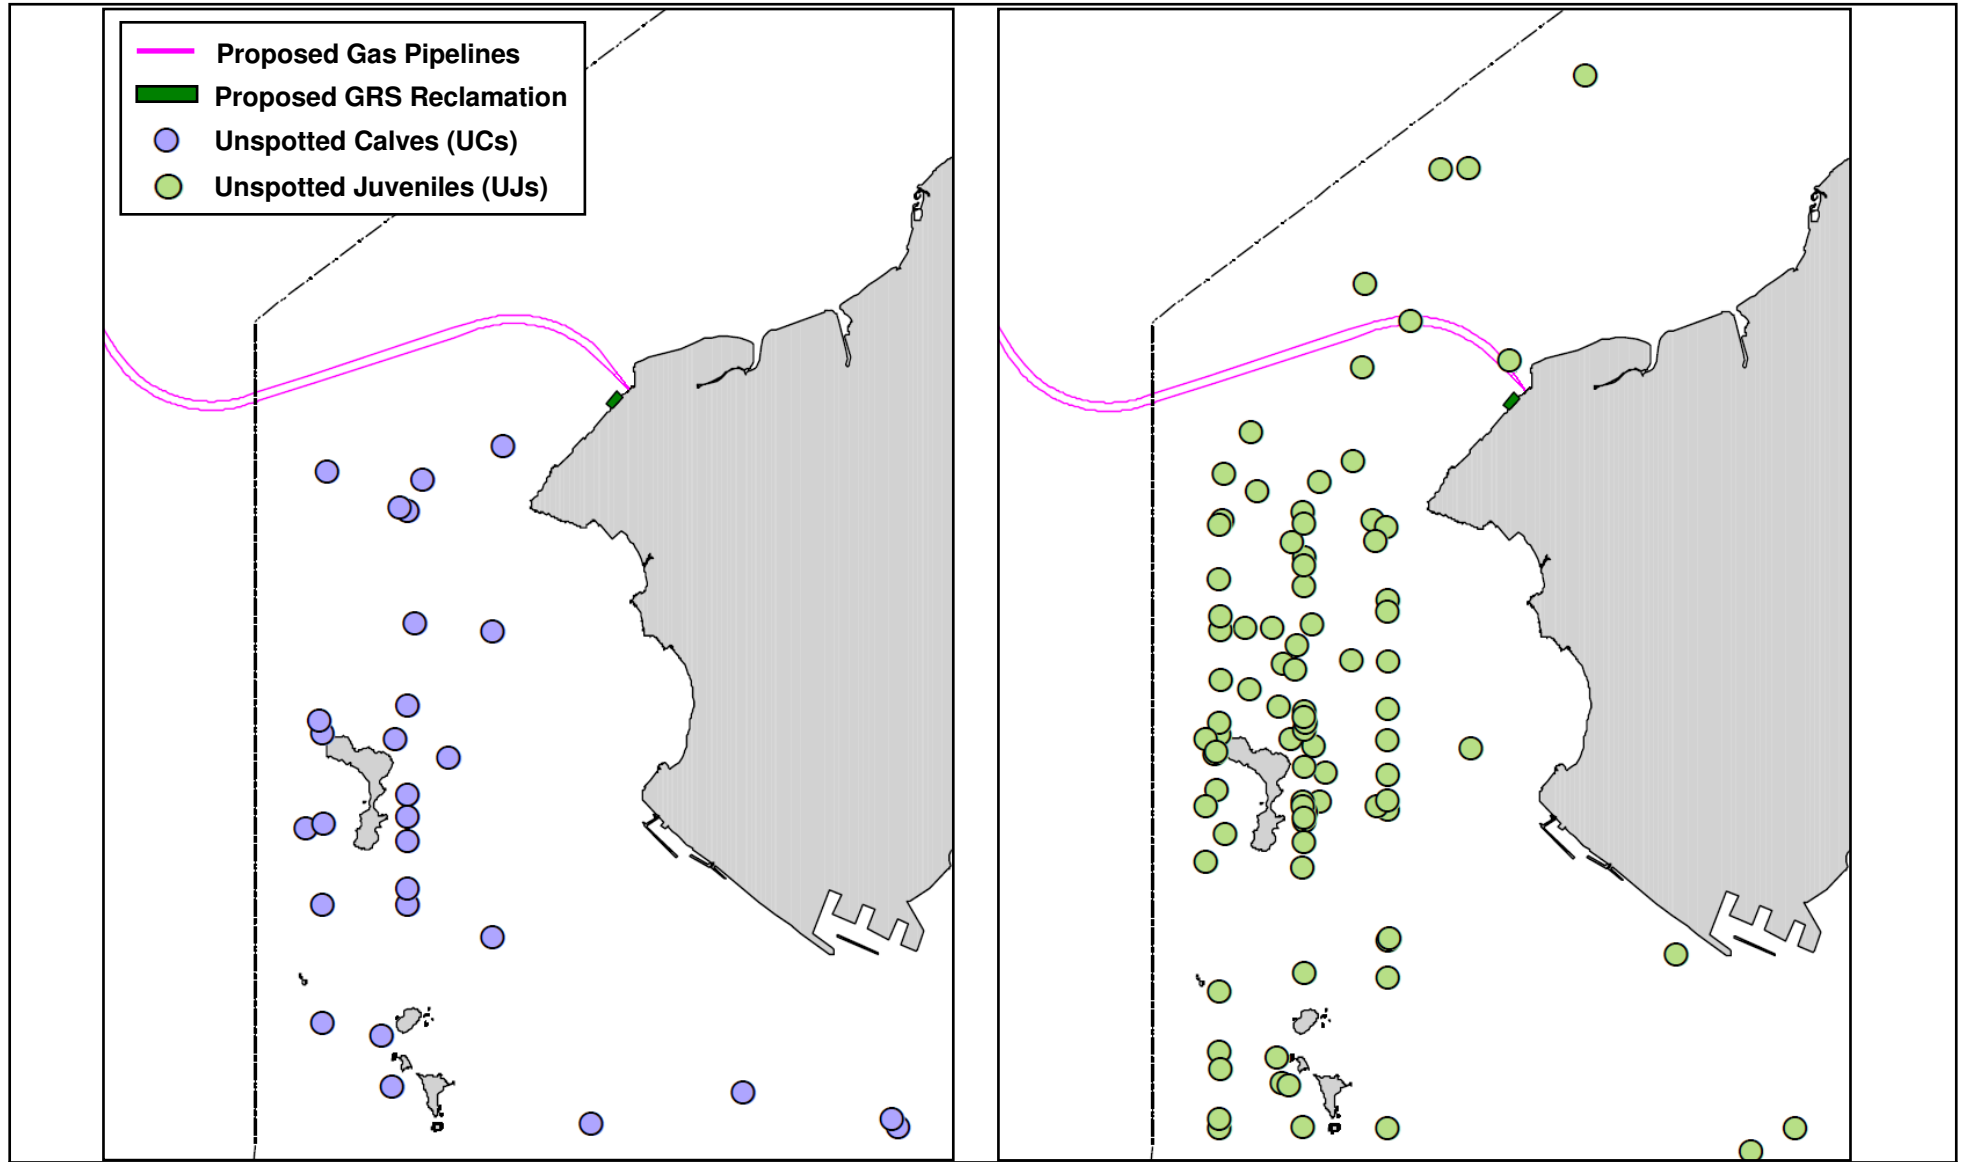 Proposed Gas Pipelines
Proposed GRS Reclamation
Unspotted Calves (UCs)
Unspotted Juveniles (UJs)